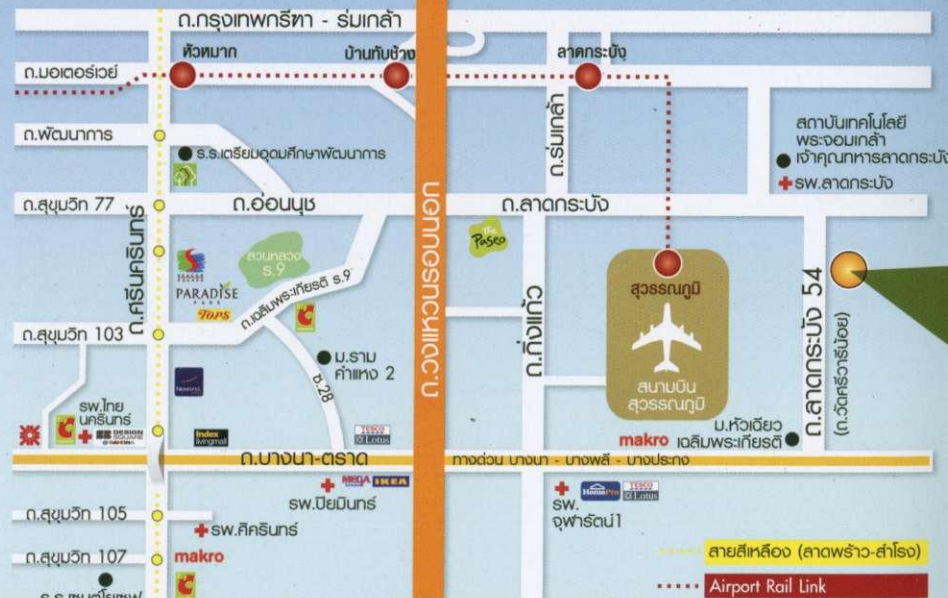 ถ.กรุงเทพกรีฑา - ร่มเกล้า
หัวหมาก
บ้านทับช้าง
ลาดกระบัง
ถ.มอเตอร์เวย์
ถ.ร่มเกล้า
ถ.พัฒนาการ
ร.ร.เตรียมอุดมศึกษาพัฒนาการ
สถาบันเทคโนโลยี
พระจอมเกล้า
เจ้าคุณทหารลาดกระบัง
รพ.ลาดกระบัง
ถ.สุขุมวิท 77
ถ.อ่อนนุช
ถ.ลาดกระบัง
ถ.ศรีนครินทร์
ถ.วงแหวนรอบนอก
the
Paseo
สวนหลวง
ร.9
PARADISE
PARK
TOPS
ถ.เฉลิมพระเกียรติ ร.9
สุวรรณภูมิ
สนามบิน
สุวรรณภูมิ
ถ.กิ่งแก้ว
ถ.ลาดกระบัง 54
(ถ.วัดศรีวารีน้อย)
ถ.สุขุมวิท 103
ม.ราม
คำแหง 2
ซ.28
รพ.ไทย
นครินทร์
DESIGN
SQUARE
Index
livingmall
TESCO
Lotus
makro
ม.หัวเฉียว
เฉลิมพระเกียรติ
ถ.บางนา-ตราด
ทางด่วน บางนา - บางพลี - บางปะกง
MEGA
IKEA
รพ.ปิยมินทร์
HomePro
TESCO
Lotus
รพ.
จุฬารัตน์1
ถ.สุขุมวิท 105
รพ.ศิครินทร์
ถ.สุขุมวิท 107
makro
สายสีเหลือง (ลาดพร้าว-สำโรง)
Airport Rail Link